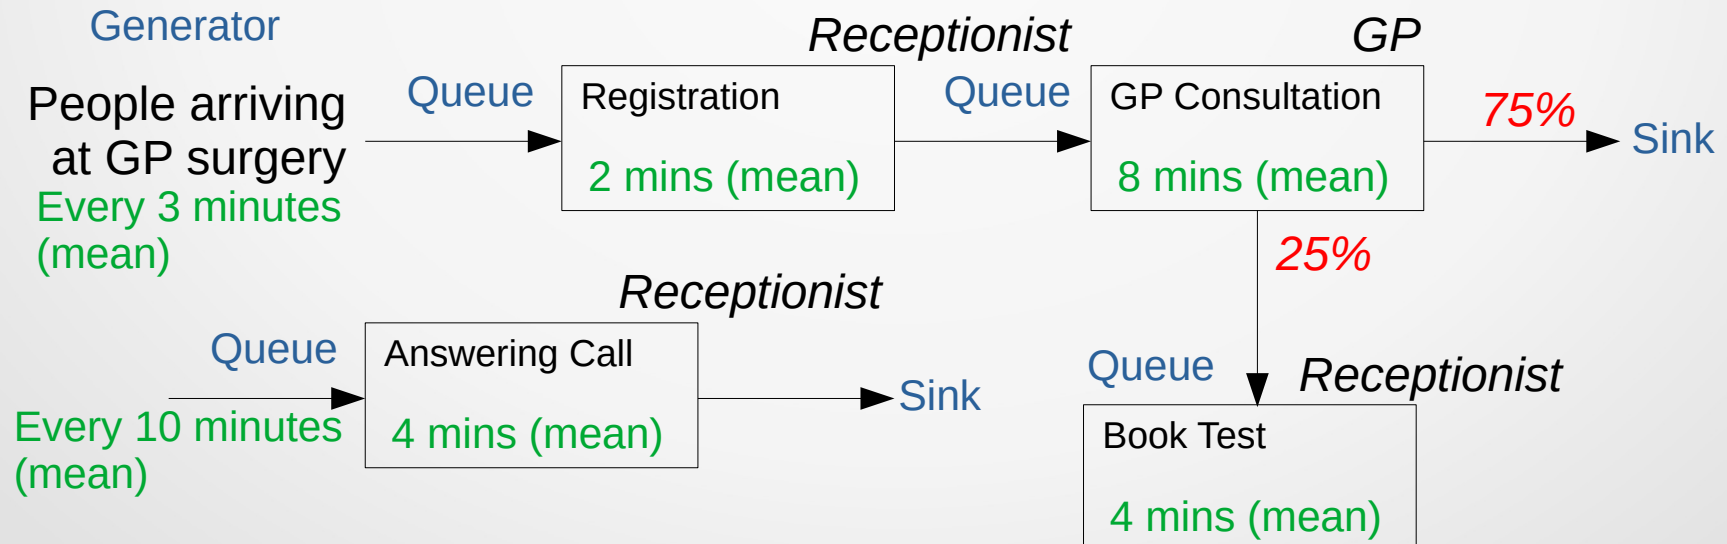 Generator
People arriving
at GP surgery
Every 3 minutes
(mean)
Queue
Receptionist
Registration
2 mins (mean)
Queue
GP
GP Consultation
8 mins (mean)
75%
Sink
25%
Every 10 minutes
(mean)
Queue
Receptionist
Answering Call
4 mins (mean)
Sink
Queue
Receptionist
Book Test
4 mins (mean)